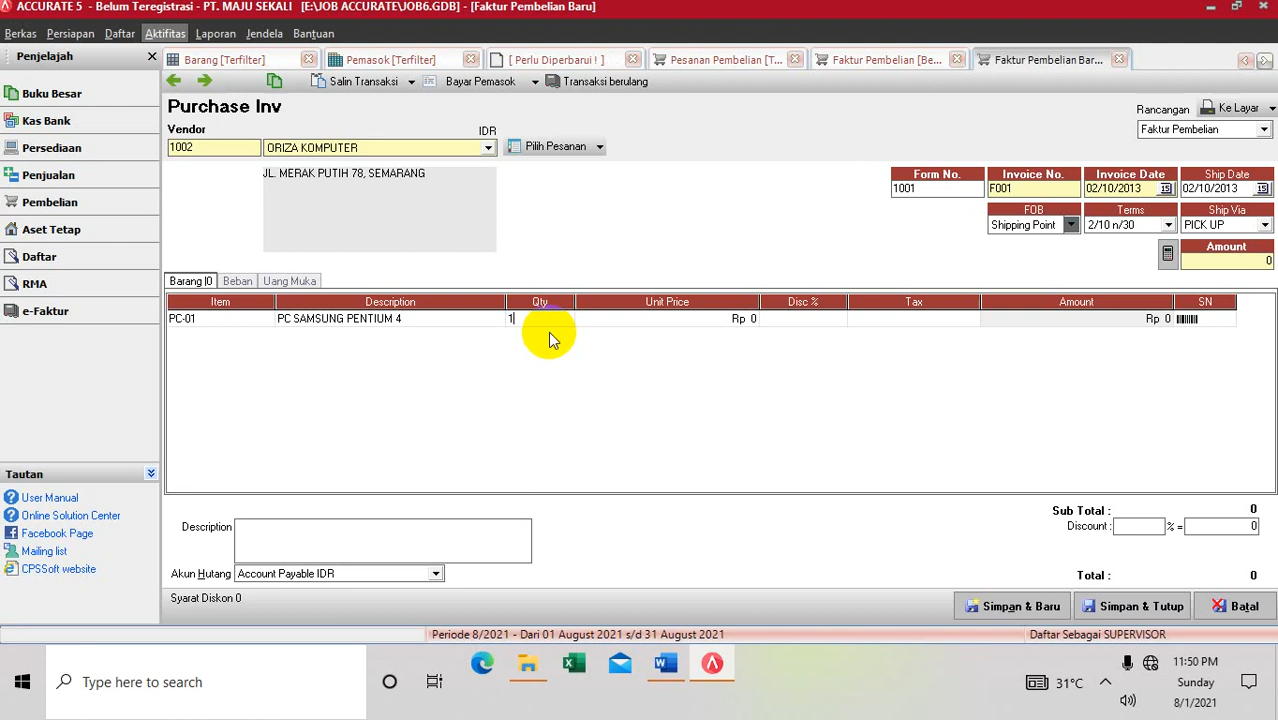 ACCURATE 5 - Belum Teregistrasi - PT. MAJU SEKALI [E:\JOB ACCURATE\JOB6.GDB] - [Faktur Pembelian Baru]
Berkas Persiapan Daftar Aktifitas Laporan Jendela Bantuan
Penjelajah
Barang [Terfilter] Pemasok [Terfilter] [ Perlu Diperbarui ! ] Pesanan Pembelian [T... Faktur Pembelian [Be... Faktur Pembelian Bar...
Salin Transaksi Bayar Pemasok Transaksi berulang
Buku Besar
Kas Bank
Persediaan
Penjualan
Pembelian
Aset Tetap
Daftar
RMA
e-Faktur
Purchase Inv
Rancangan Ke Layar
Faktur Pembelian
Vendor IDR
1002 ORIZA KOMPUTER Pilih Pesanan
JL. MERAK PUTIH 78, SEMARANG
Form No. Invoice No. Invoice Date Ship Date
1001 F001 02/10/2013 15 02/10/2013 15
FOB Terms Ship Via
Shipping Point 2/10 n/30 PICK UP
Amount
0
Barang I0 Beban Uang Muka
Item Description Qty Unit Price Disc % Tax Amount SN
PC-01 PC SAMSUNG PENTIUM 4 1 Rp 0 Rp 0
Tautan
User Manual
Online Solution Center
Facebook Page
Mailing list
CPSSoft website
Sub Total : 0
Description Discount : % = 0
Akun Hutang Account Payable IDR Total : 0
Syarat Diskon 0
Simpan & Baru Simpan & Tutup Batal
Periode 8/2021 - Dari 01 August 2021 s/d 31 August 2021 Daftar Sebagai SUPERVISOR
Type here to search
31°C
11:50 PM
Sunday
8/1/2021